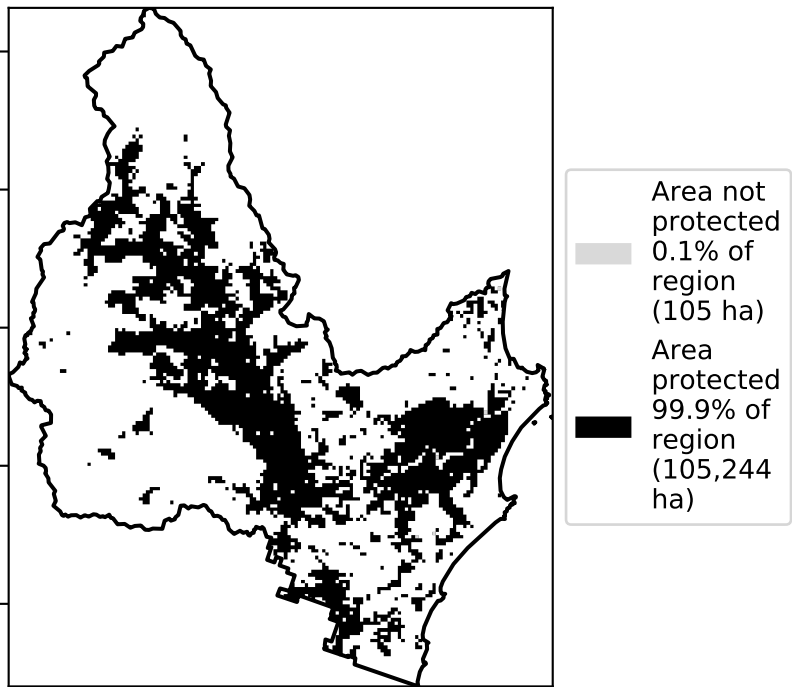 Area not
protected
0.1% of
region
(105 ha)
Area
protected
99.9% of
region
(105,244
ha)